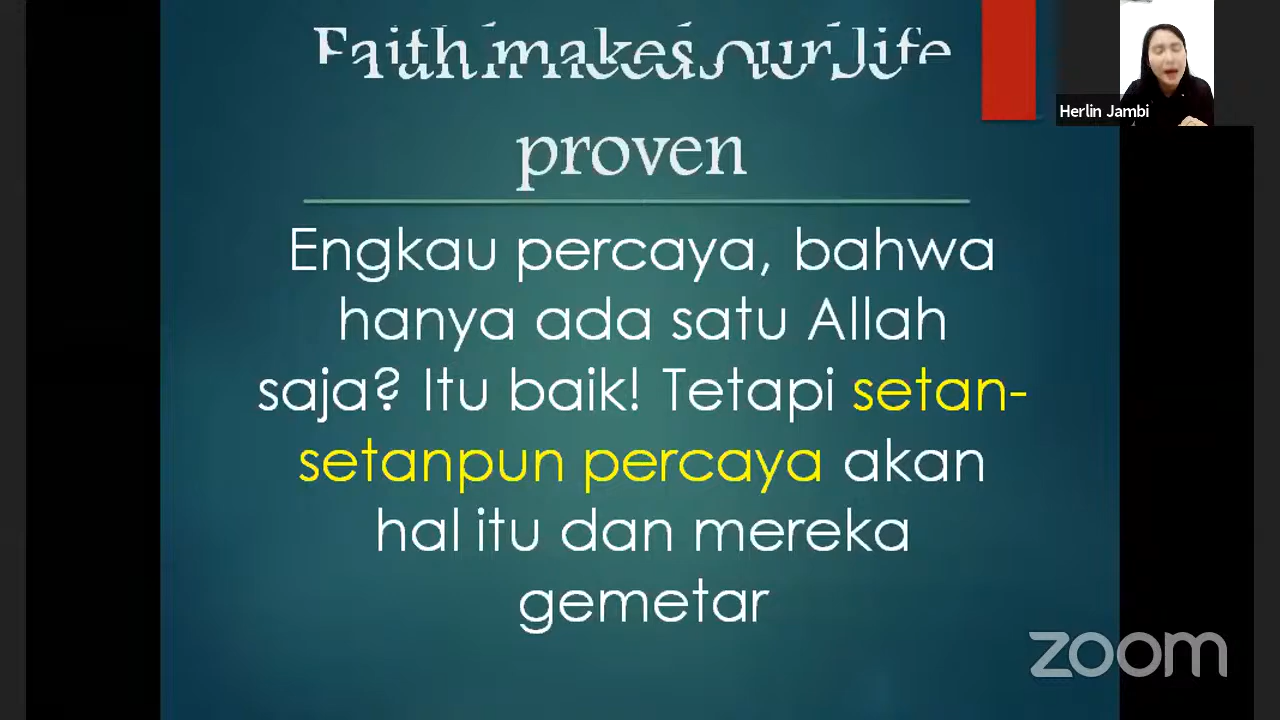 Faith makes our life
proven
Engkau percaya, bahwa
hanya ada satu Allah
saja? Itu baik! Tetapi setan-
setanpun percaya akan
hal itu dan mereka
gemetar
Herlin Jambi
zoom